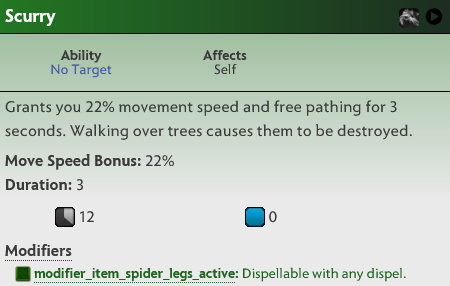 Scurry
Ability Affects
No Target Self
Grants you 22% movement speed and free pathing for 3
seconds. Walking over trees causes them to be destroyed.
Move Speed Bonus: 22%
Duration: 3
12 0
Modifiers
modifier_item_spider_legs_active: Dispellable with any dispel.